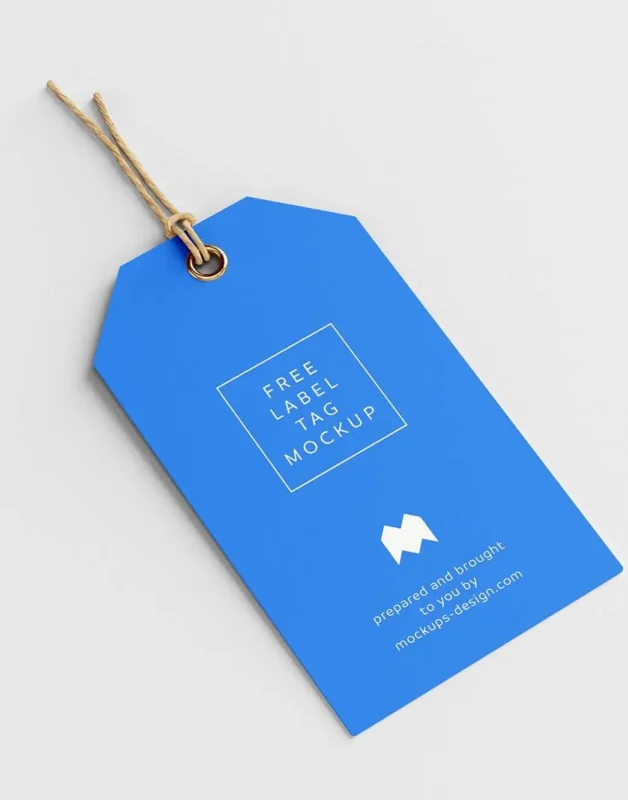 FREE
LABEL
TAG
MOCKUP
prepared and brought
to you by
mockups-design.com